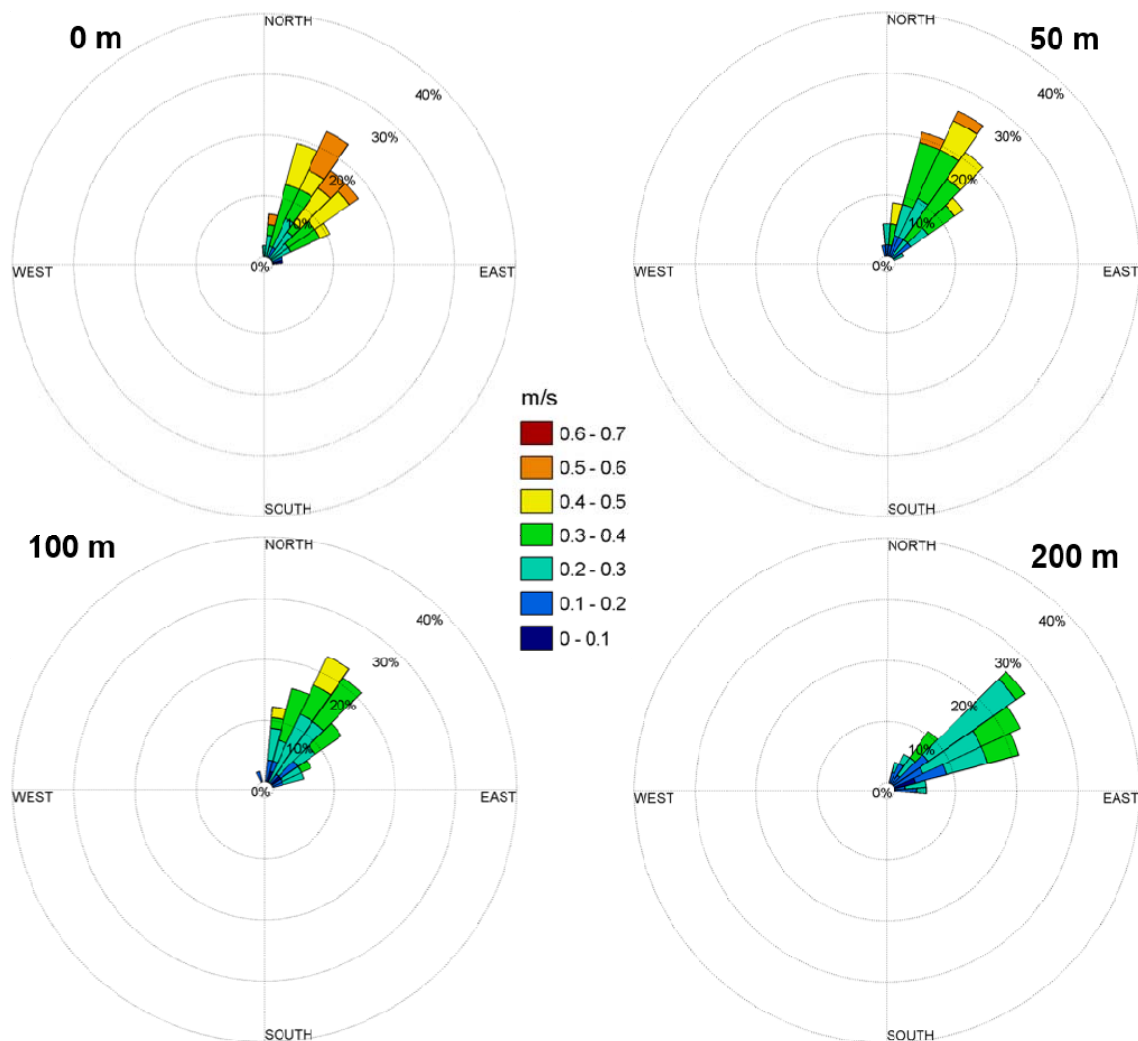 0 m
NORTH
40%
30%
20%
10%
0%
WEST
EAST
SOUTH
50 m
NORTH
40%
30%
20%
10%
0%
WEST
EAST
SOUTH
m/s
0.6 - 0.7
0.5 - 0.6
0.4 - 0.5
0.3 - 0.4
0.2 - 0.3
0.1 - 0.2
0 - 0.1
100 m
NORTH
40%
30%
20%
10%
0%
WEST
EAST
SOUTH
200 m
NORTH
40%
30%
20%
10%
0%
WEST
EAST
SOUTH